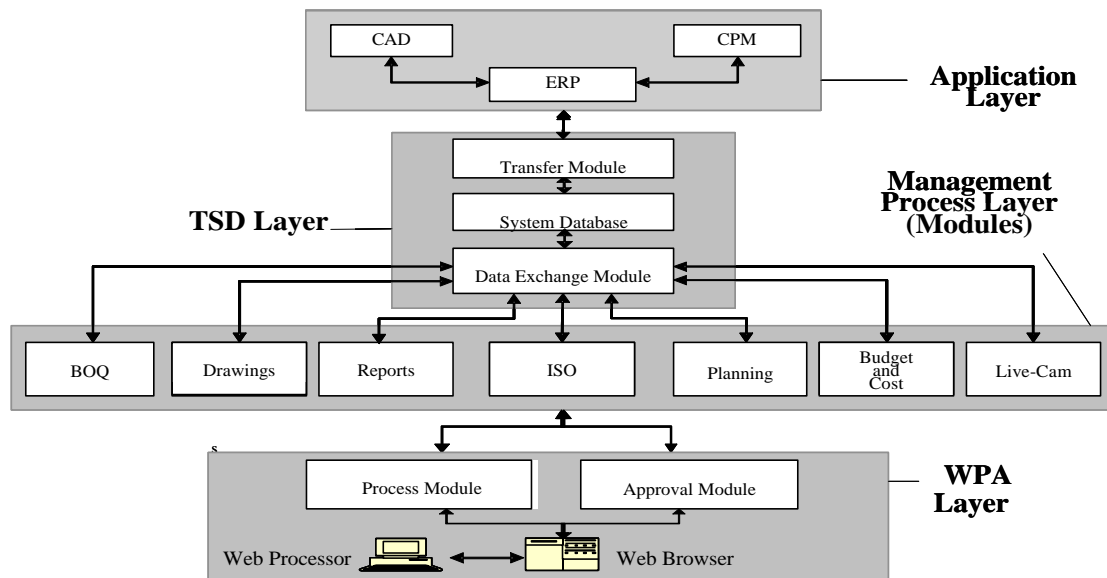 CAD
CPM
ERP
Application
Layer
Transfer Module
System Database
Data Exchange Module
TSD Layer
Management
Process Layer
(Modules)
BOQ
Drawings
Reports
ISO
Planning
Budget
and
Cost
Live-Cam
s
Process Module
Approval Module
WPA
Layer
Web Processor
Web Browser